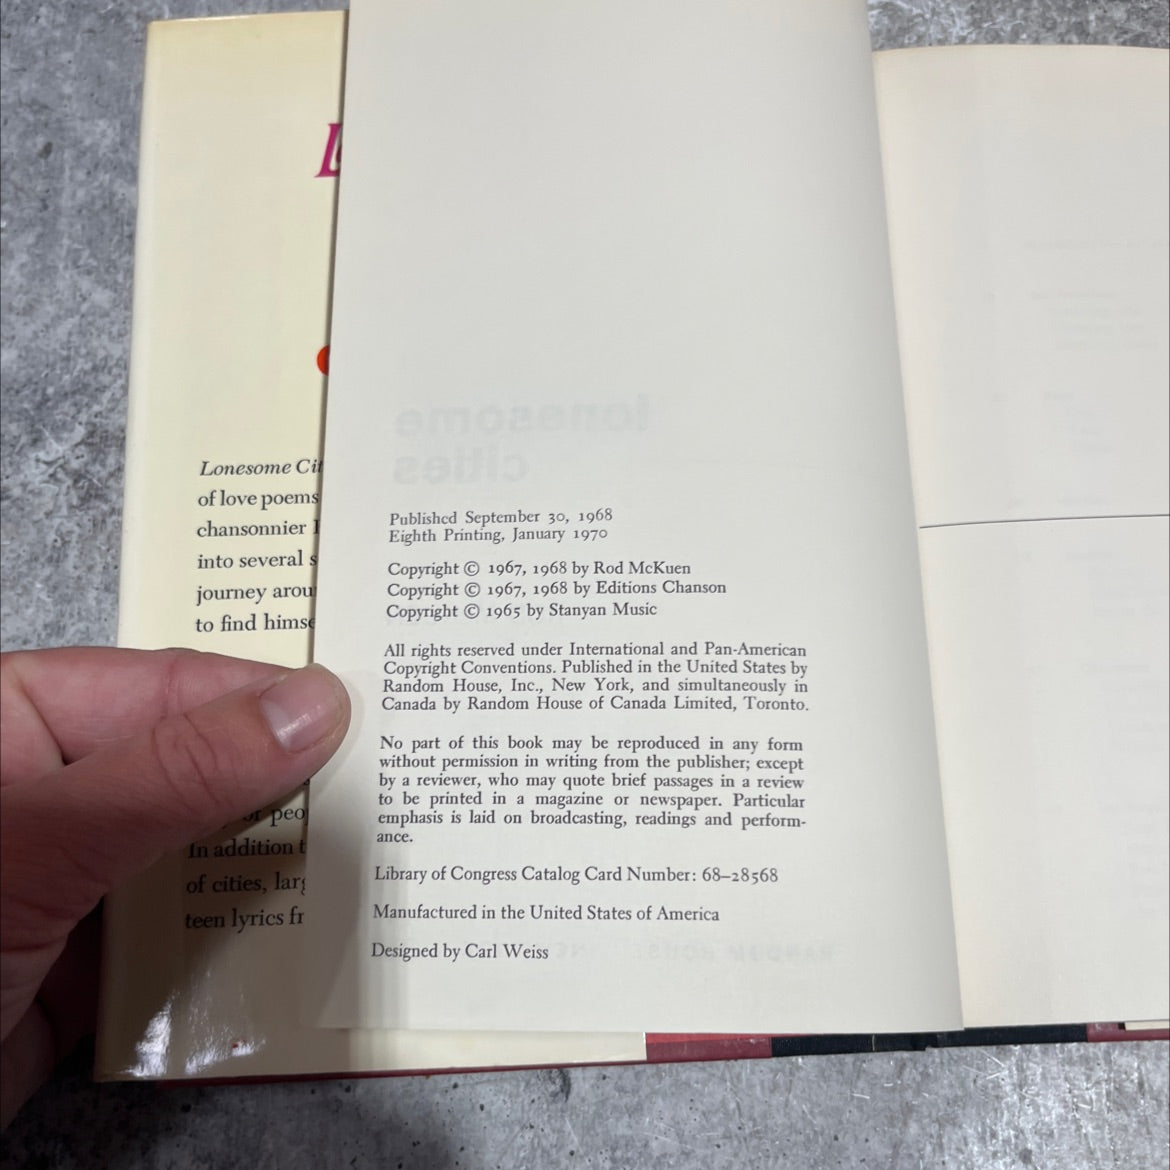 Lonesome
of love poems
chansonnier
into several
journey
to find
In addition
of cities,
teen lyrics
lonesome
cities
Published September 30, 1968
Eighth Printing, January 1970
Copyright © 1967, 1968 by Rod McKuen
Copyright © 1967, 1968 by Editions Chanson
Copyright © 1965 by Stanyan Music
All rights reserved under International and Pan-American
Copyright Conventions. Published in the United States by
Random House, Inc., New York, and simultaneously in
Canada by Random House of Canada Limited, Toronto.
No part of this book may be reproduced in any form
without permission in writing from the publisher; except
by a reviewer, who may quote brief passages in a review
to be printed in a magazine or newspaper. Particular
emphasis is laid on broadcasting, readings and perform-
ance.
Library of Congress Catalog Card Number: 68–28568
Manufactured in the United States of America
Designed by Carl Weiss